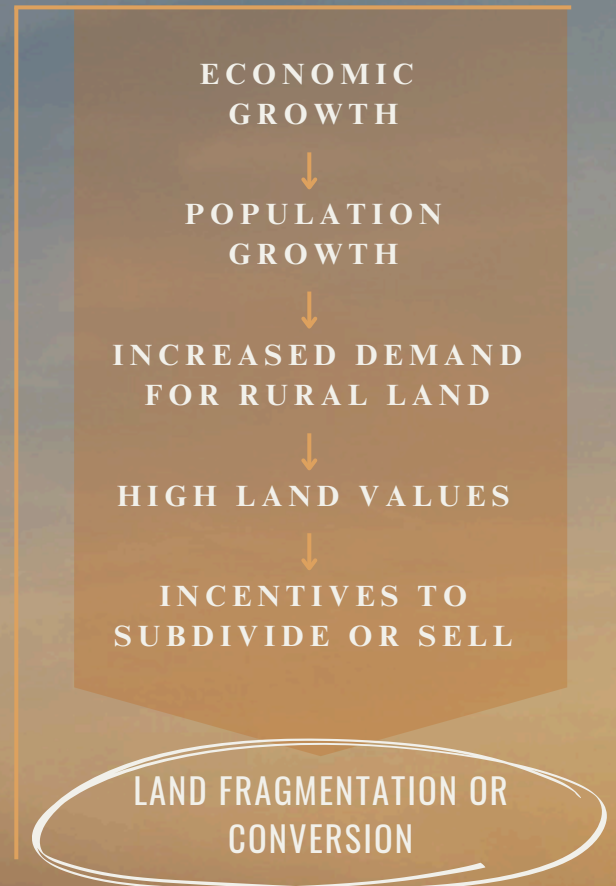 ECONOMIC
GROWTH
POPULATION
GROWTH
INCREASED DEMAND
FOR RURAL LAND
HIGH LAND VALUES
INCENTIVES TO
SUBDIVIDE OR SELL
LAND FRAGMENTATION OR
CONVERSION